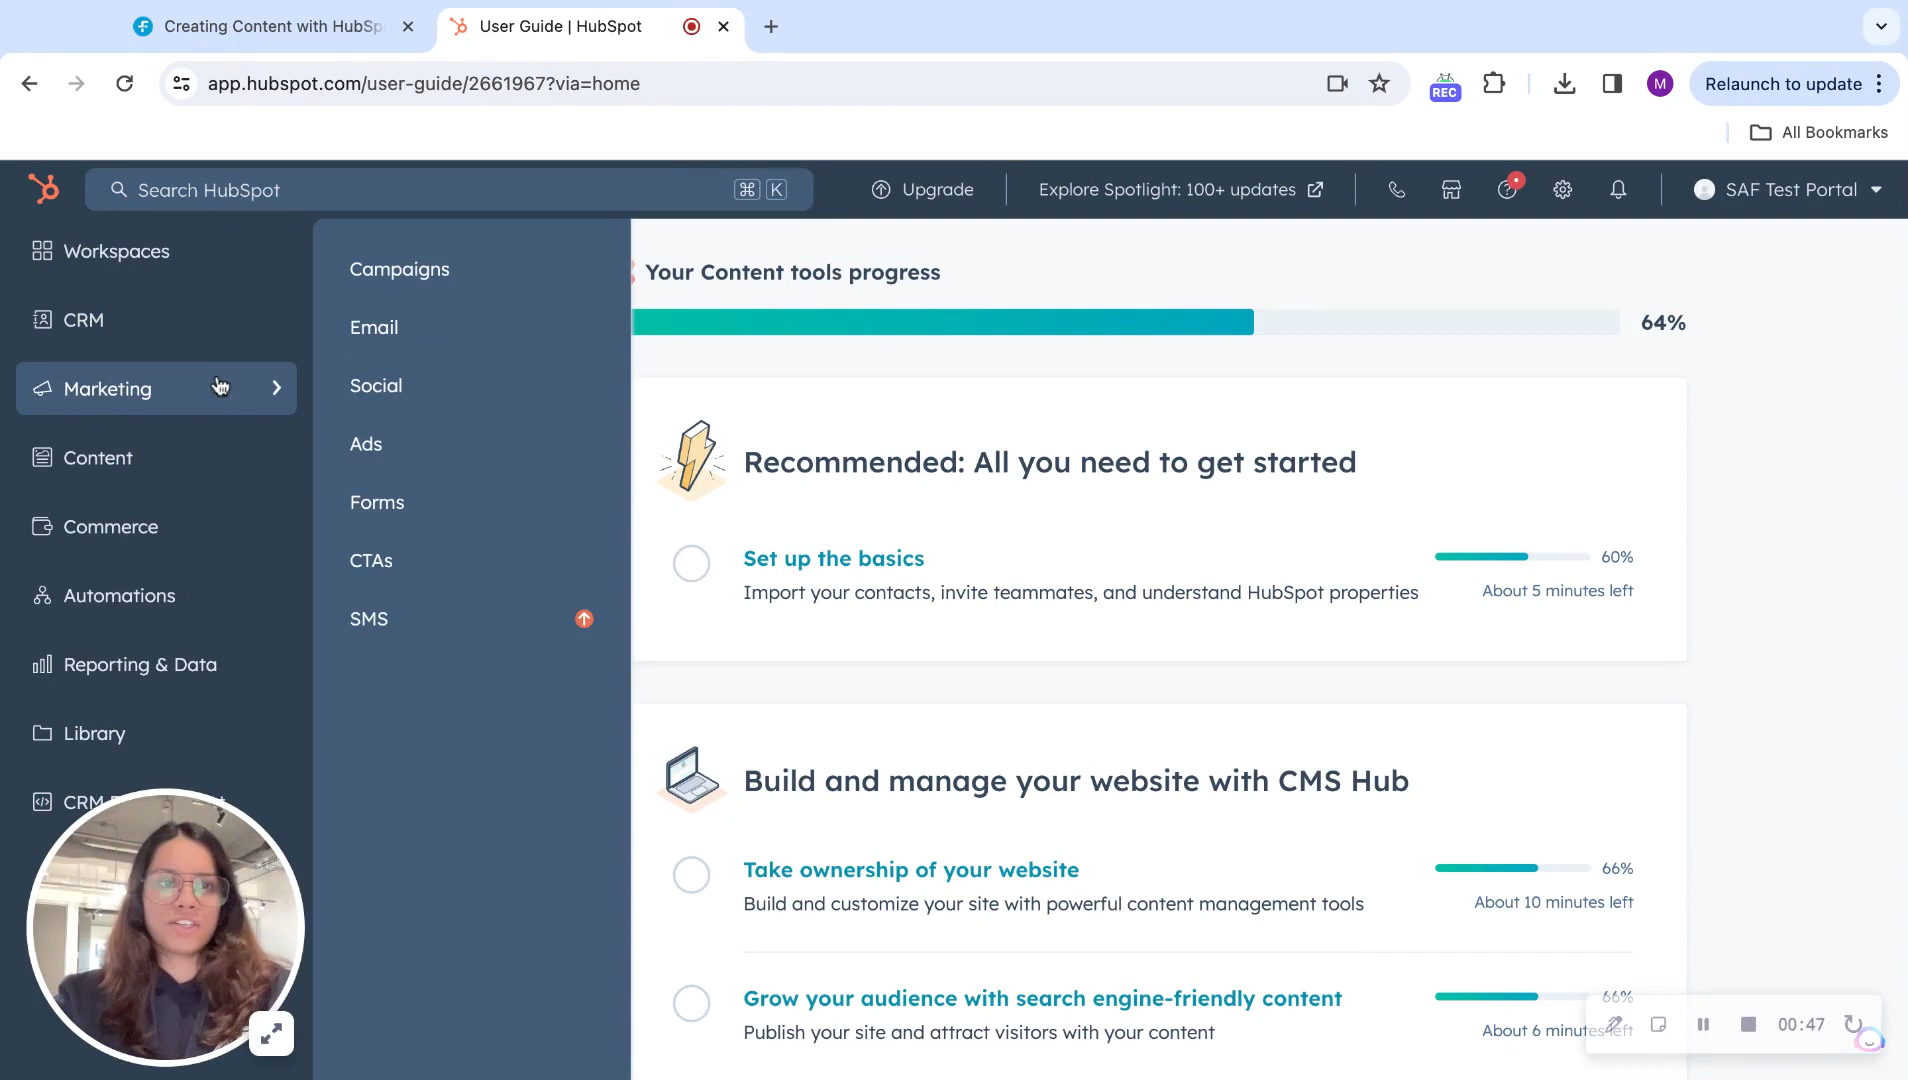 Creating Content with HubSp
User Guide | HubSpot
app.hubspot.com/user-guide/2661967?via=home
REC
M
Relaunch to update
All Bookmarks
Search HubSpot
⌘ K
Upgrade
Explore Spotlight: 100+ updates
SAF Test Portal
Workspaces
CRM
Marketing
Content
Commerce
Automations
Reporting & Data
Library
CRM
Campaigns
Email
Social
Ads
Forms
CTAs
SMS
Your Content tools progress
64%
Recommended: All you need to get started
Set up the basics
60%
Import your contacts, invite teammates, and understand HubSpot properties
About 5 minutes left
Build and manage your website with CMS Hub
Take ownership of your website
66%
Build and customize your site with powerful content management tools
About 10 minutes left
Grow your audience with search engine-friendly content
66%
Publish your site and attract visitors with your content
About 6 minutes left
00:47